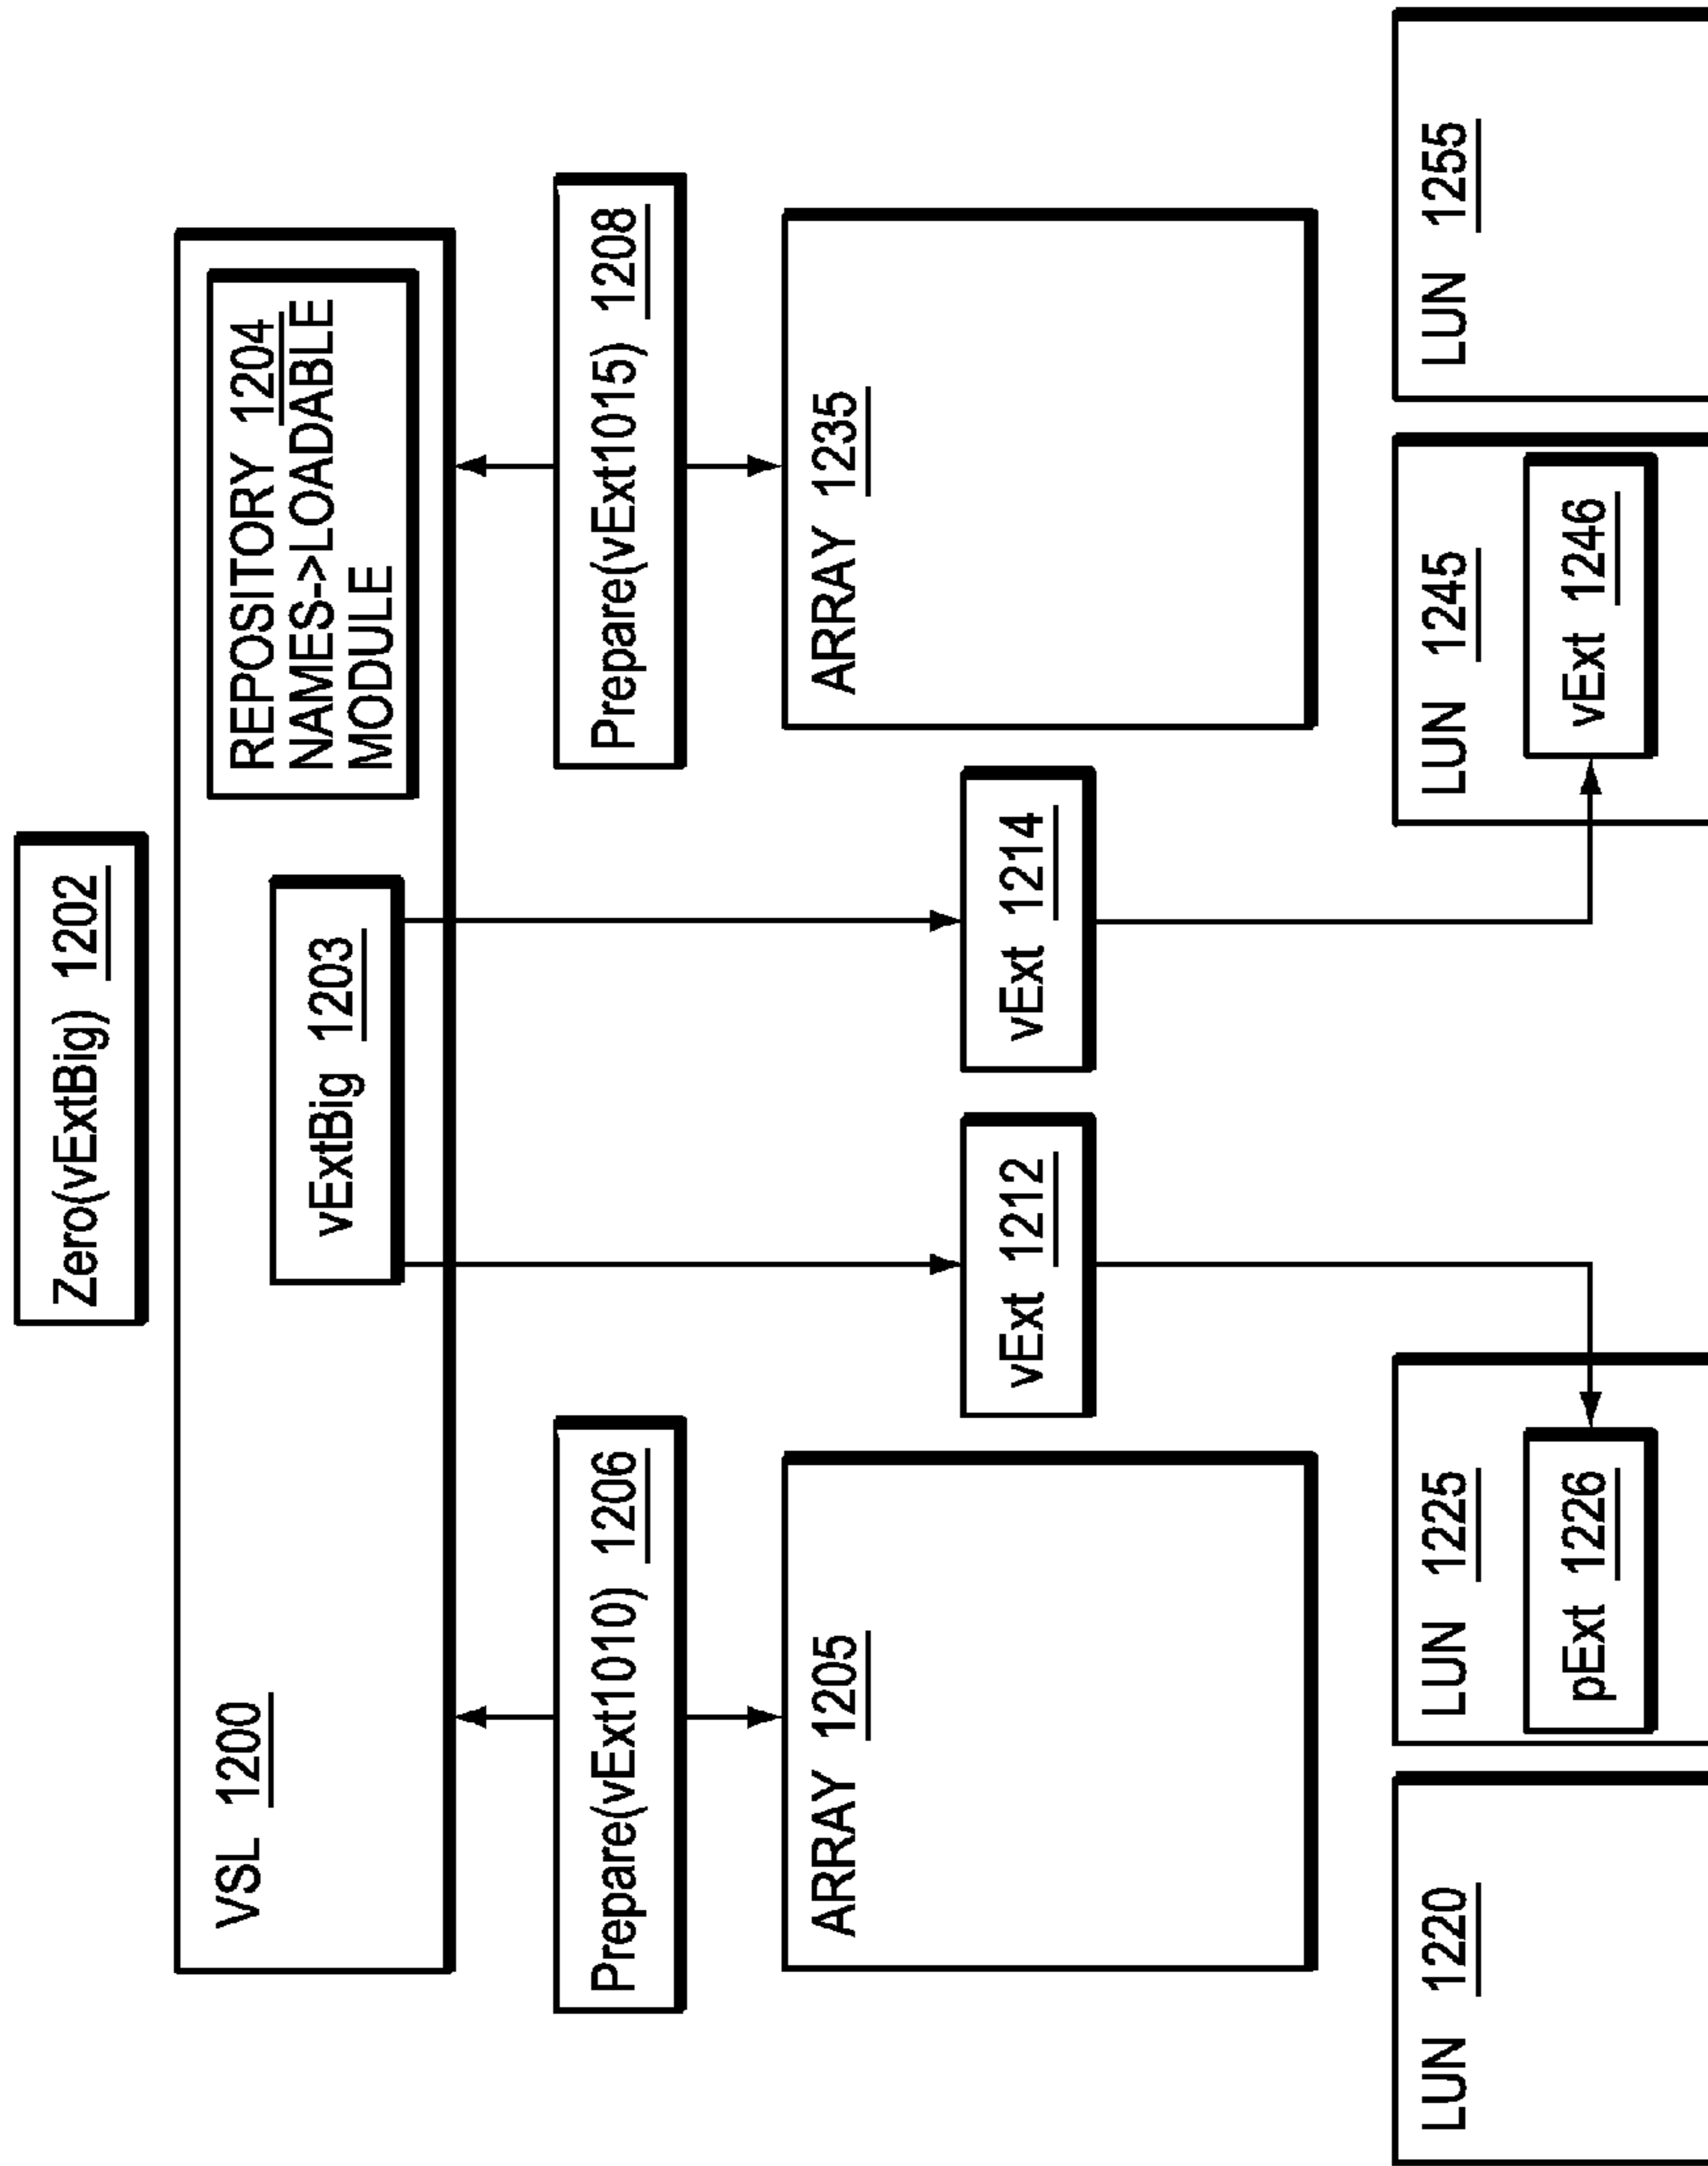 Zero(vExtBig) 1202
VSL 1200
vExtBig 1203
REPOSITORY 1204
NAMES->LOADABLE
MODULE
Prepare(vExt1010) 1206
Prepare(vExt1015) 1208
ARRAY 1205
ARRAY 1235
vExt 1212
vExt 1214
LUN 1220
LUN 1225
pExt 1226
LUN 1245
vExt 1246
LUN 1255